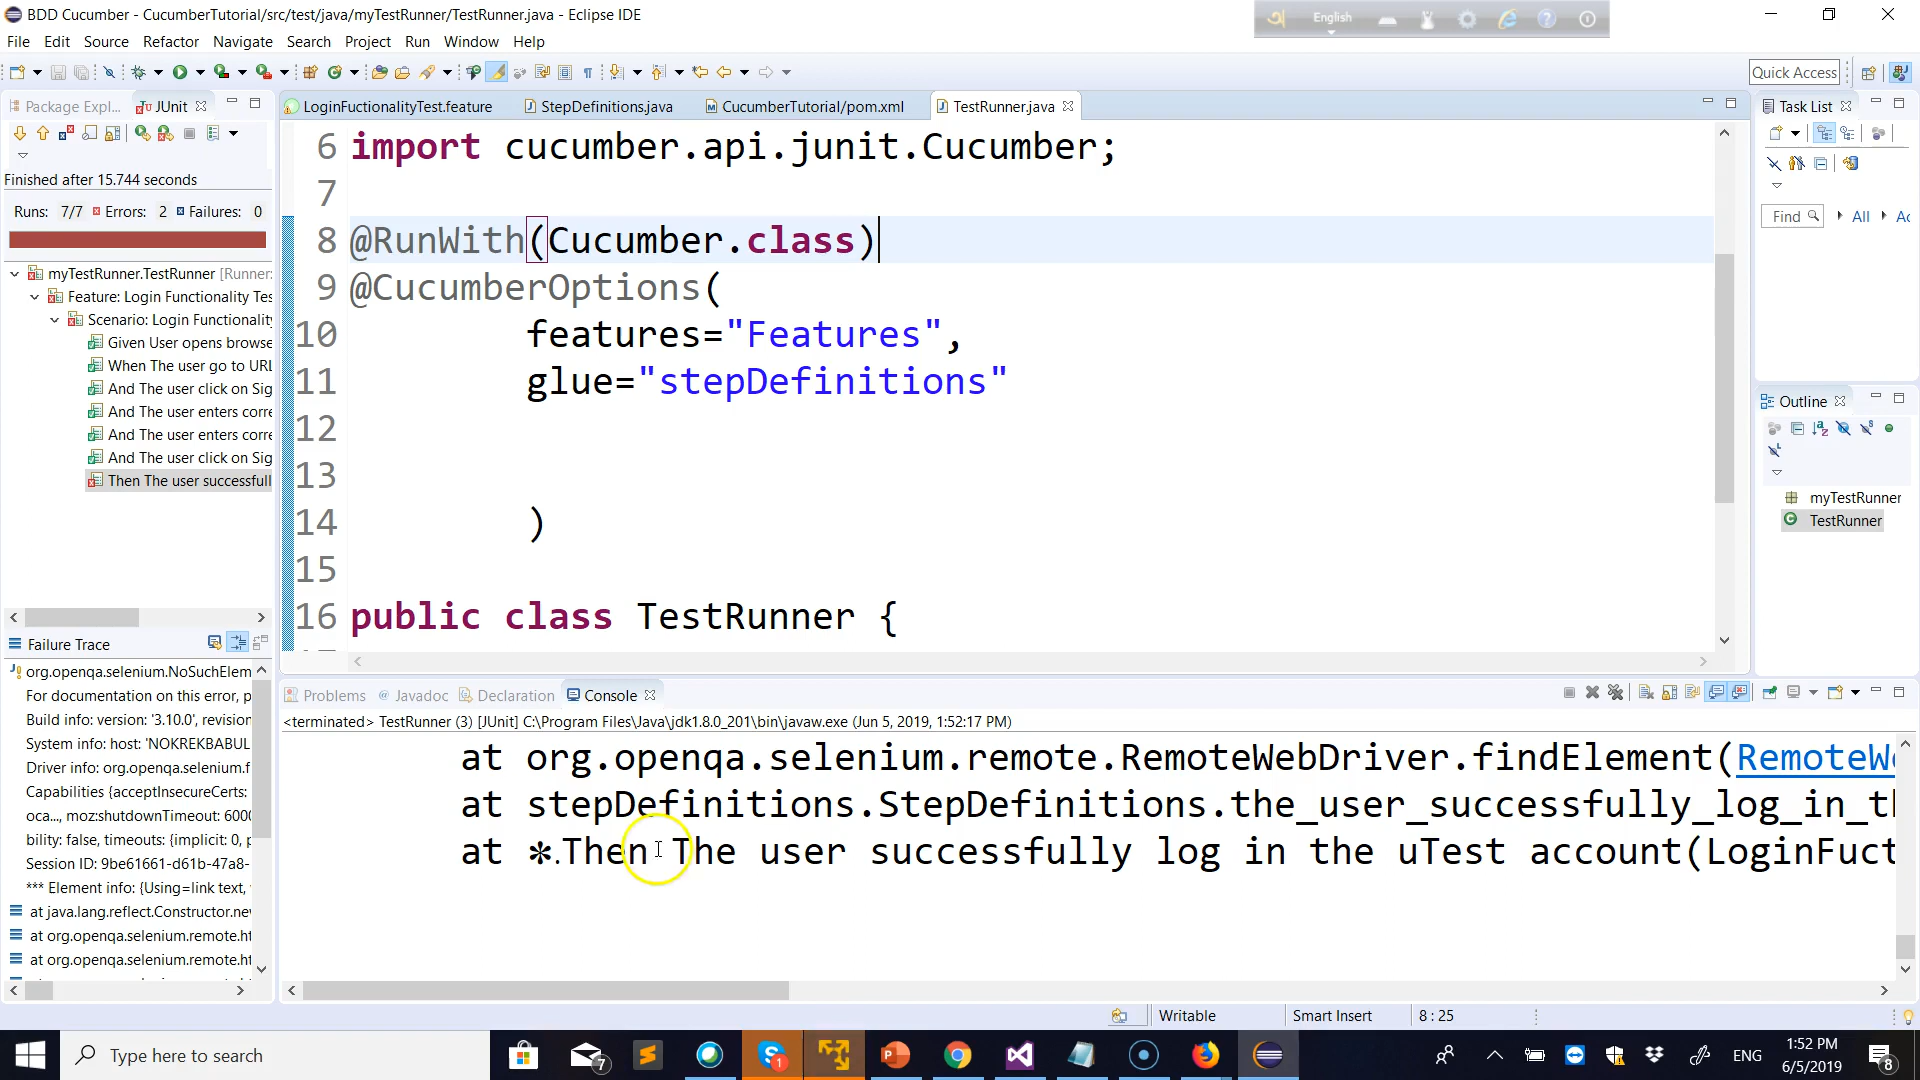 BDD Cucumber - CucumberTutorial/src/test/java/myTestRunner/TestRunner.java - Eclipse IDE
English
File Edit Source Refactor Navigate Search Project Run Window Help
Quick Access
Package Expl... JUnit
LoginFuctionalityTest.feature StepDefinitions.java CucumberTutorial/pom.xml TestRunner.java
Task List
Finished after 15.744 seconds
Runs: 7/7 Errors: 2 Failures: 0
myTestRunner.TestRunner [Runner:
Feature: Login Functionality Tes
Scenario: Login Functionality
Given User opens browse
When The user go to URL
And The user click on Sig
And The user enters corre
And The user enters corre
And The user click on Sig
Then The user successfull
6 import cucumber.api.junit.Cucumber;
7
8 @RunWith(Cucumber.class)
9 @CucumberOptions(
10 features="Features",
11 glue="stepDefinitions"
12
13
14 )
15
16 public class TestRunner {
Find All Ac
Outline
myTestRunner
TestRunner
Failure Trace
org.openqa.selenium.NoSuchElem
For documentation on this error, p
Build info: version: '3.10.0', revision
System info: host: 'NOKREKBABUL
Driver info: org.openqa.selenium.f
Capabilities {acceptInsecureCerts:
oca..., moz:shutdownTimeout: 6000
bility: false, timeouts: {implicit: 0, p
Session ID: 9be61661-d61b-47a8-
*** Element info: {Using=link text,
at java.lang.reflect.Constructor.nev
at org.openqa.selenium.remote.ht
at org.openqa.selenium.remote.ht
Problems Javadoc Declaration Console
<terminated> TestRunner (3) [JUnit] C:\Program Files\Java\jdk1.8.0_201\bin\javaw.exe (Jun 5, 2019, 1:52:17 PM)
at org.openqa.selenium.remote.RemoteWebDriver.findElement(RemoteWe
at stepDefinitions.StepDefinitions.the_user_successfully_log_in_th
at *.Then The user successfully log in the uTest account(LoginFuct
Writable Smart Insert 8 : 25
Type here to search
7
1
ENG
1:52 PM
6/5/2019
8